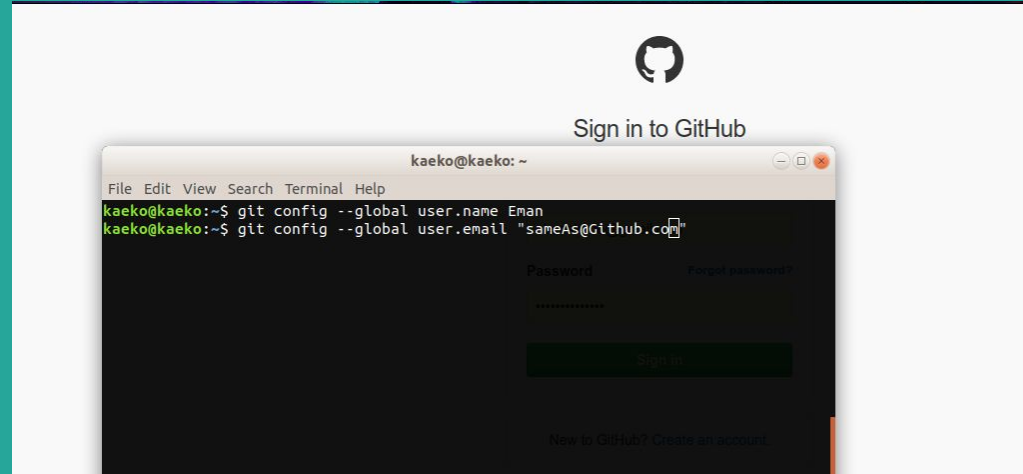 Sign in to GitHub
kaeko@kaeko: ~
File Edit View Search Terminal Help
kaeko@kaeko:~$ git config --global user.name Eman
kaeko@kaeko:~$ git config --global user.email "sameAs@Github.com"
Password Forgot password?
Sign in
New to GitHub? Create an account.